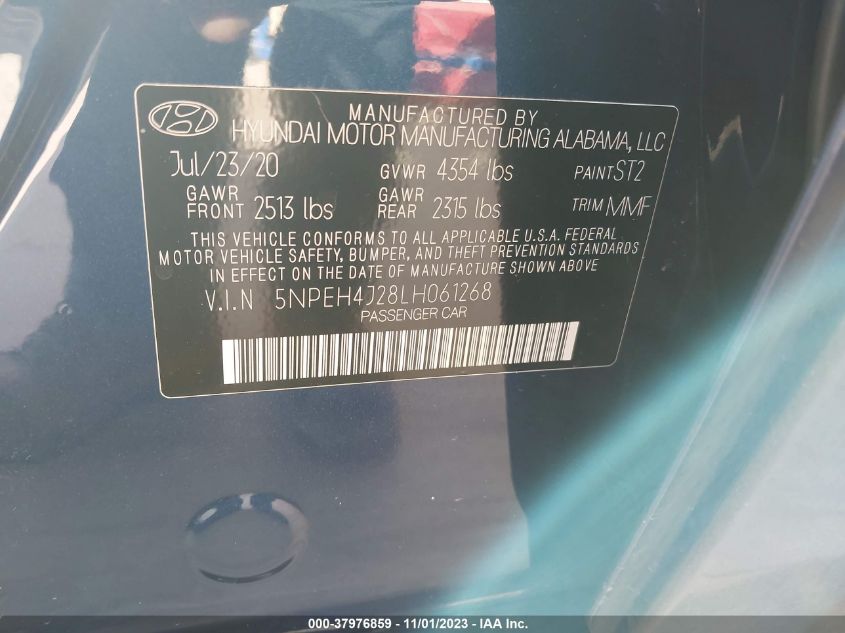 MANUFACTURED BY
HYUNDAI MOTOR MANUFACTURING ALABAMA, LLC
Jul/23/20 GVWR 4354 lbs PAINT ST2
GAWR FRONT 2513 lbs GAWR REAR 2315 lbs TRIM MMF
THIS VEHICLE CONFORMS TO ALL APPLICABLE U.S.A. FEDERAL
MOTOR VEHICLE SAFETY, BUMPER, AND THEFT PREVENTION STANDARDS
IN EFFECT ON THE DATE OF MANUFACTURE SHOWN ABOVE
V.I.N 5NPEH4J28LH061268
PASSENGER CAR
000-37976859 - 11/01/2023 - IAA Inc.